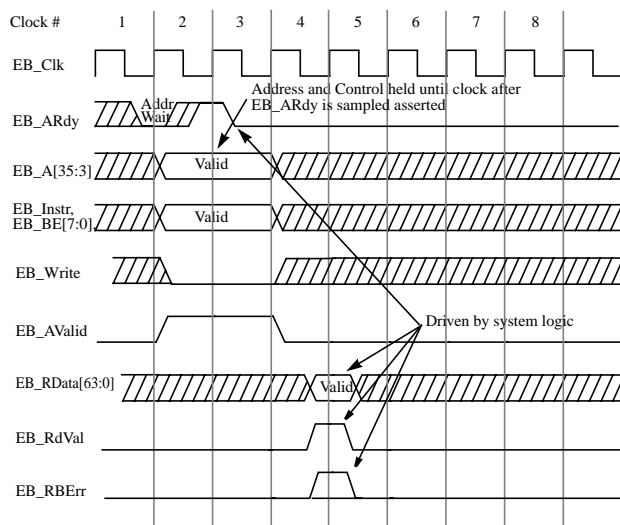 Clock # 1 2 3 4 5 6 7 8
EB_Clk
Address and Control held until clock after
EB_ARdy is sampled asserted
Addr
Wait
EB_ARdy
EB_A[35:3]
Valid
EB_Instr,
EB_BE[7:0],
Valid
EB_Write
EB_AValid
Driven by system logic
EB_RData[63:0]
Valid
EB_RdVal
EB_RBErr